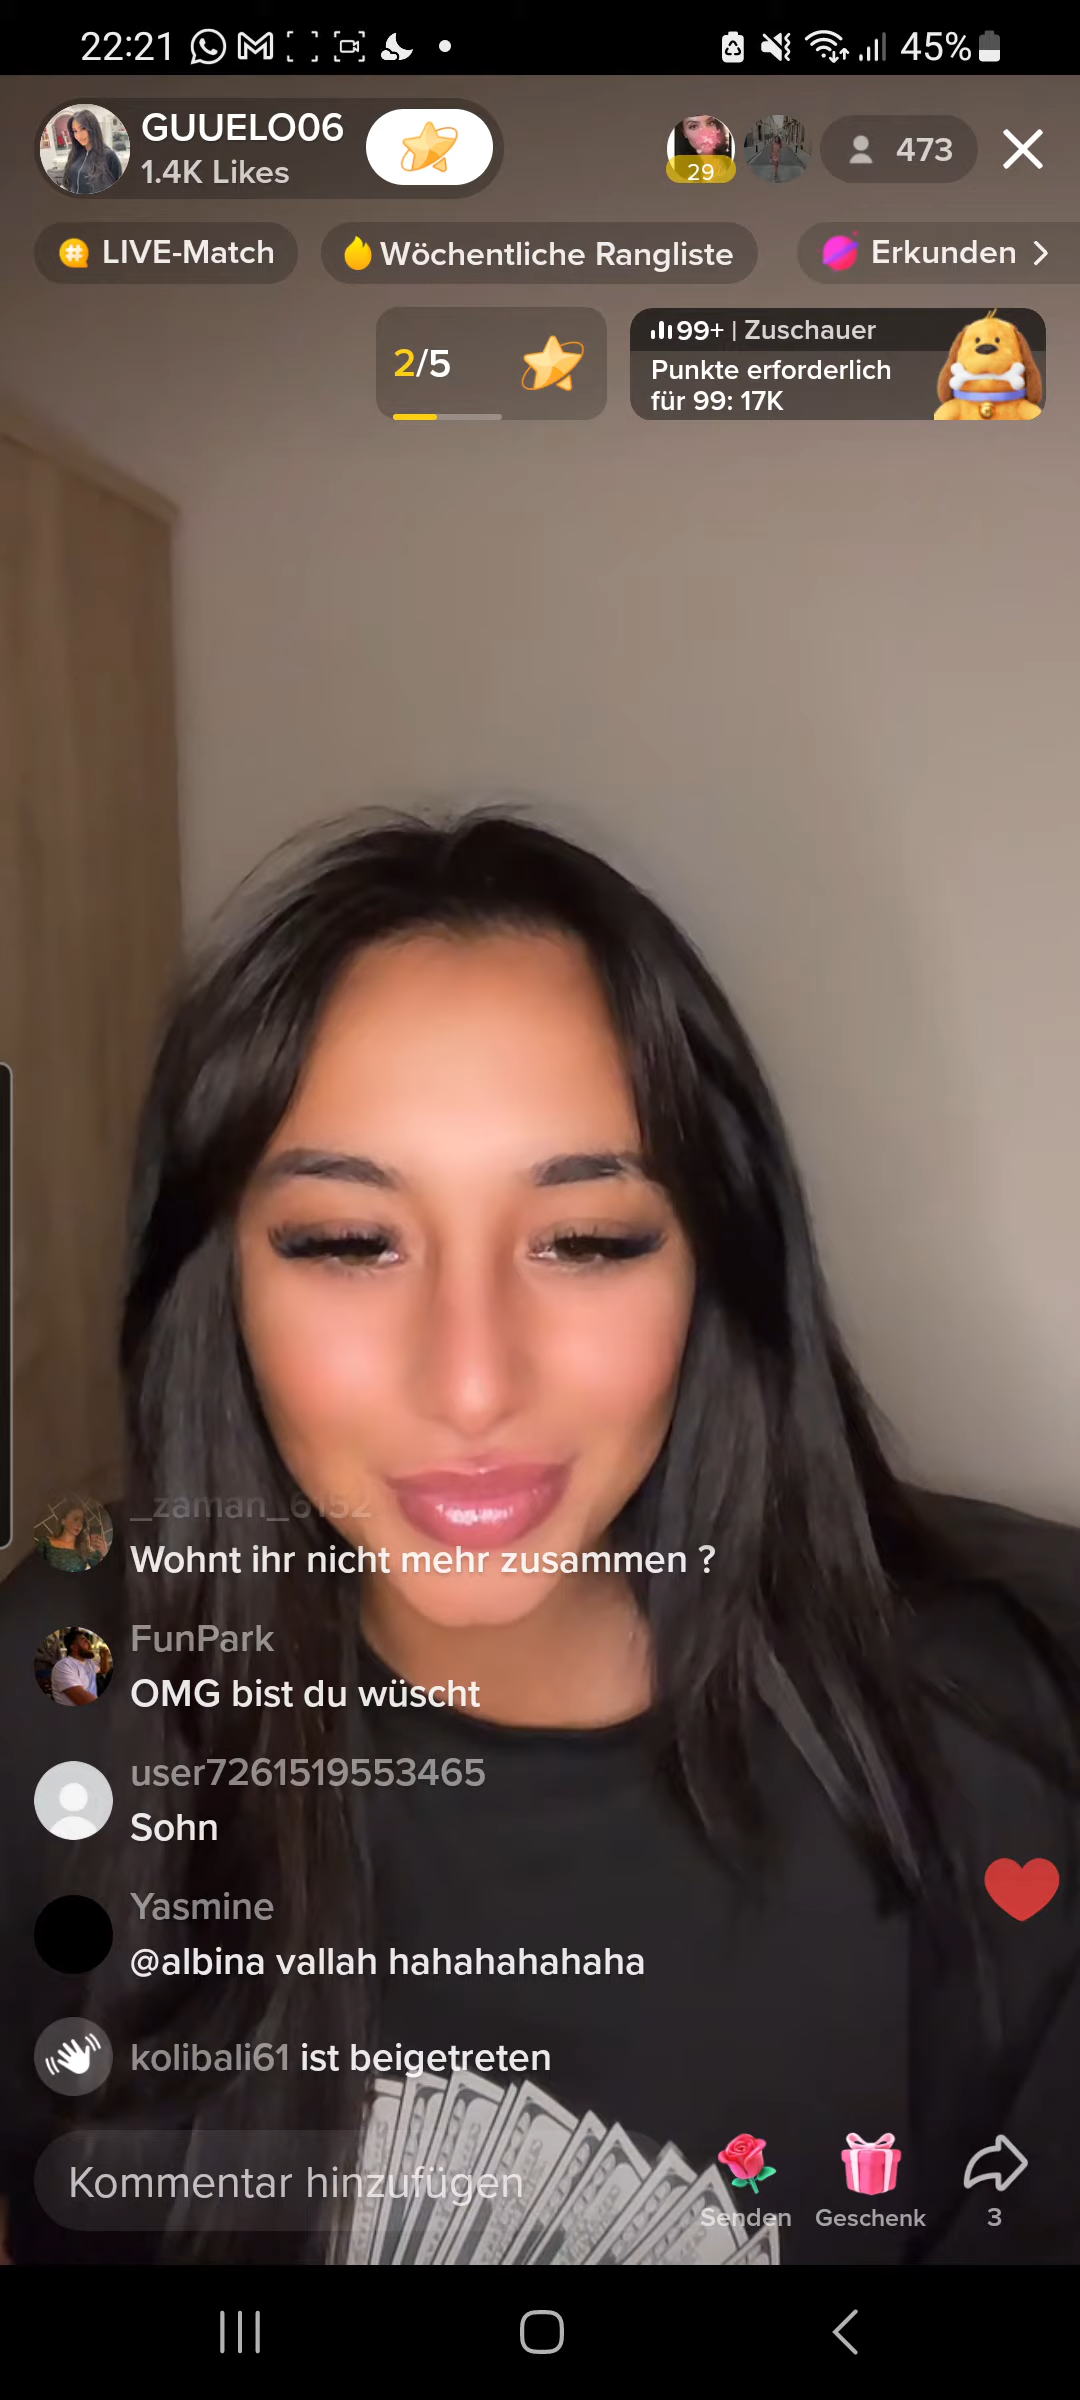 22:21
45%
GUUELO06
1.4K Likes
29
473
LIVE-Match
Wöchentliche Rangliste
Erkunden
2/5
99+ | Zuschauer
Punkte erforderlich
für 99: 17K
_zaman_6152
Wohnt ihr nicht mehr zusammen ?
FunPark
OMG bist du wüscht
user7261519553465
Sohn
Yasmine
@albina vallah hahahahahaha
kolibali61 ist beigetreten
Kommentar hinzufügen
Senden
Geschenk
3